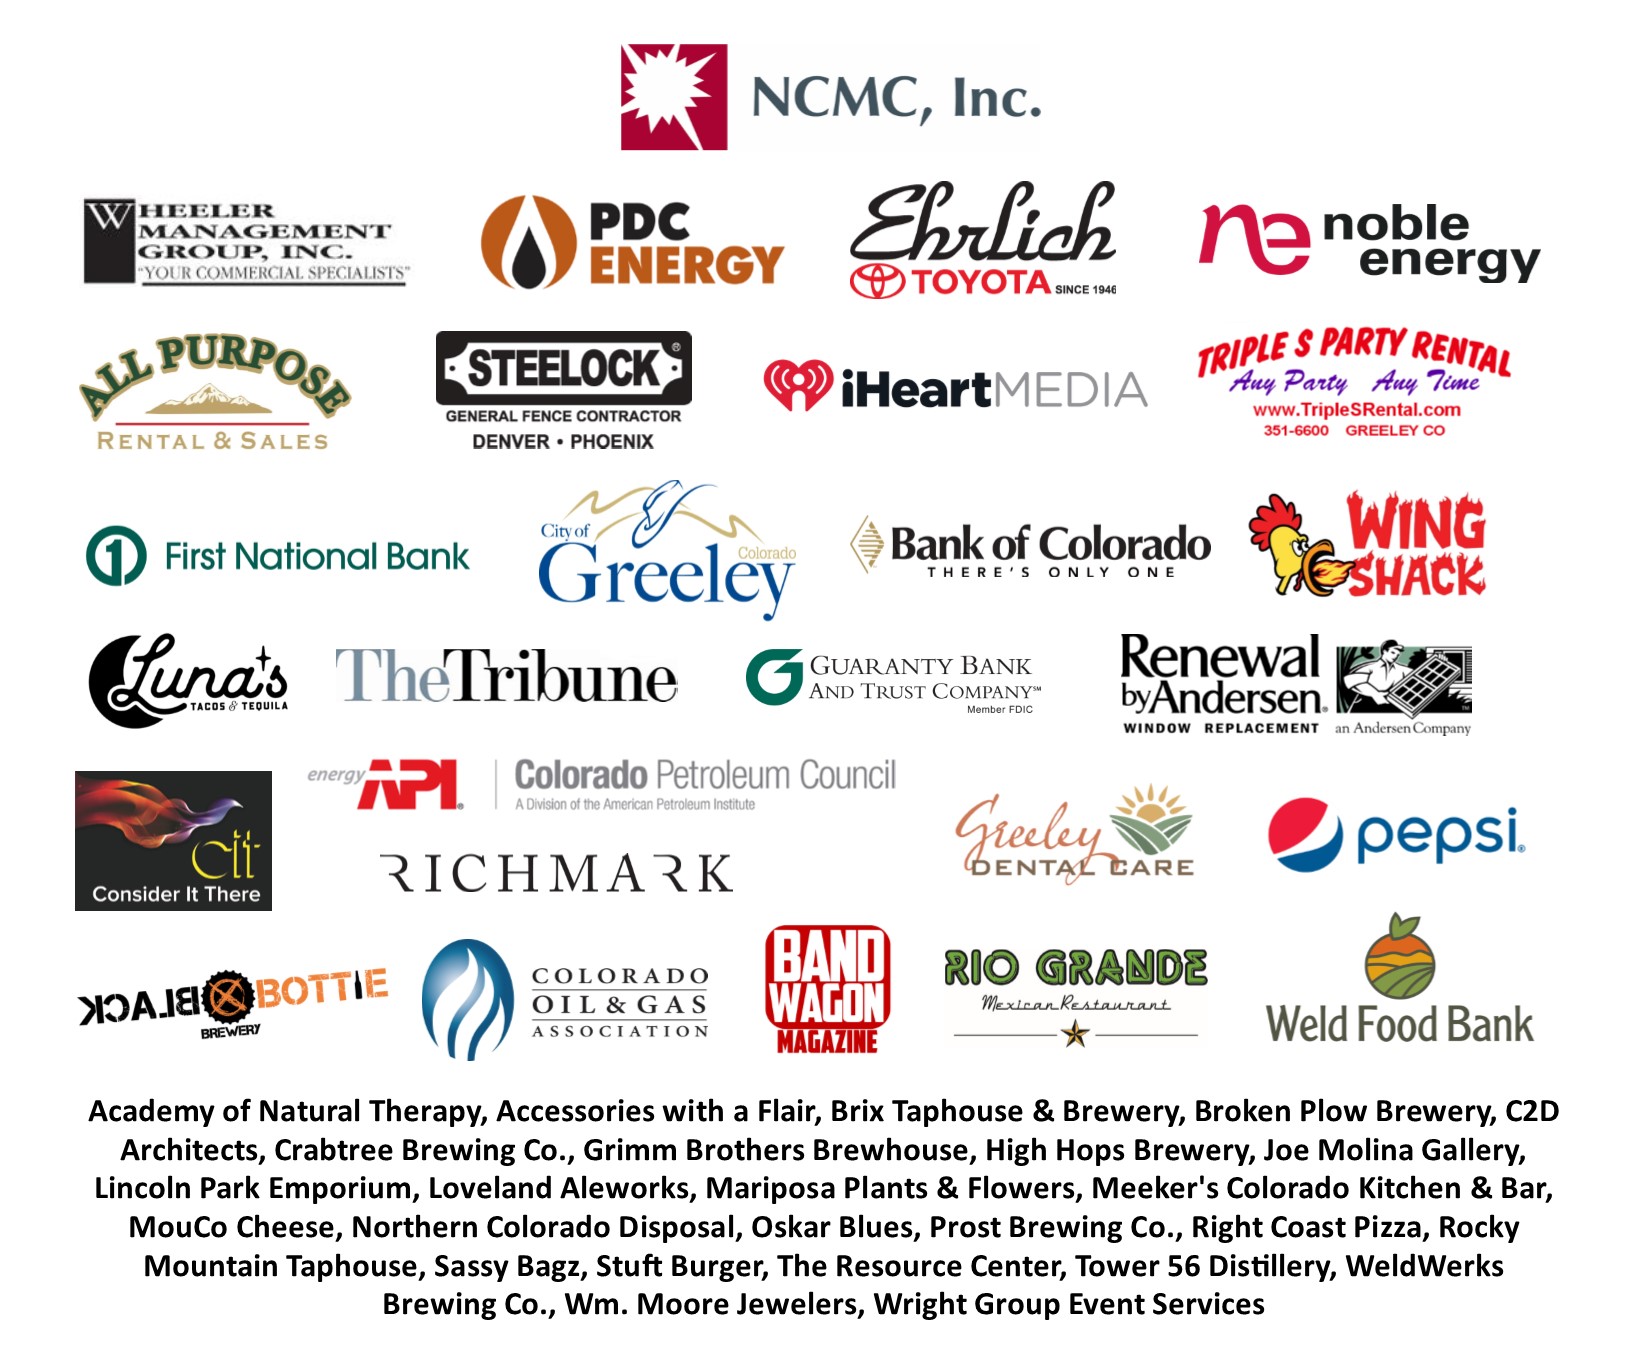 NCMC, Inc.
WHEELER
MANAGEMENT
GROUP, INC.
"YOUR COMMERCIAL SPECIALISTS"
PDC
ENERGY
Ehrlich
TOYOTA SINCE 1946
ne noble
energy
ALL PURPOSE
RENTAL & SALES
STEELOCK®
GENERAL FENCE CONTRACTOR
DENVER • PHOENIX
iHeartMEDIA
TRIPLE S PARTY RENTAL
Any Party Any Time
www.TripleSRental.com
351-6600 GREELEY CO
1 First National Bank
City of
Greeley
Colorado
Bank of Colorado
THERE'S ONLY ONE
WING
SHACK
Luna's
TACOS & TEQUILA
TheTribune
G GUARANTY BANK
AND TRUST COMPANY℠
Member FDIC
Renewal
byAndersen®
WINDOW REPLACEMENT an Andersen Company
cit
Consider It There
energy API® Colorado Petroleum Council
A Division of the American Petroleum Institute
RICHMARK
Greeley
DENTAL CARE
pepsi®
BLACK BOTTLE
BREWERY
COLORADO
OIL & GAS
ASSOCIATION
BAND
WAGON
MAGAZINE
RIO GRANDE
Mexican Restaurant
Weld Food Bank
Academy of Natural Therapy, Accessories with a Flair, Brix Taphouse & Brewery, Broken Plow Brewery, C2D
Architects, Crabtree Brewing Co., Grimm Brothers Brewhouse, High Hops Brewery, Joe Molina Gallery,
Lincoln Park Emporium, Loveland Aleworks, Mariposa Plants & Flowers, Meeker's Colorado Kitchen & Bar,
MouCo Cheese, Northern Colorado Disposal, Oskar Blues, Prost Brewing Co., Right Coast Pizza, Rocky
Mountain Taphouse, Sassy Bagz, Stuft Burger, The Resource Center, Tower 56 Distillery, WeldWerks
Brewing Co., Wm. Moore Jewelers, Wright Group Event Services